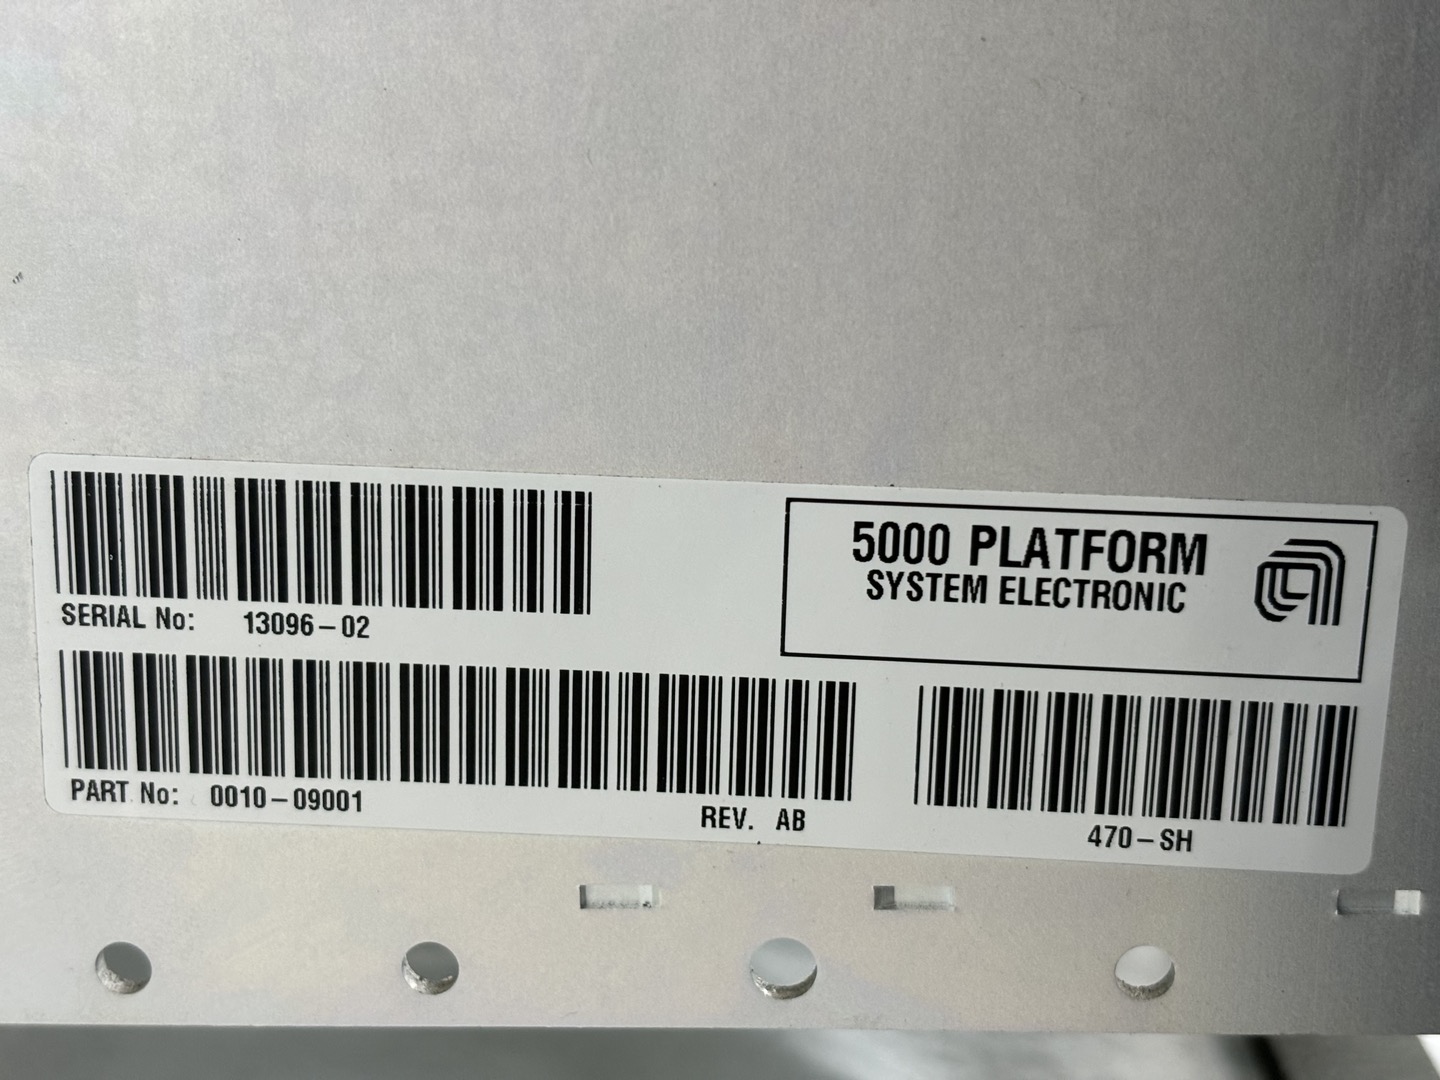 5000 PLATFORM
SYSTEM ELECTRONIC
SERIAL No: 13096-02
PART No: 0010-09001
REV. AB
470-SH